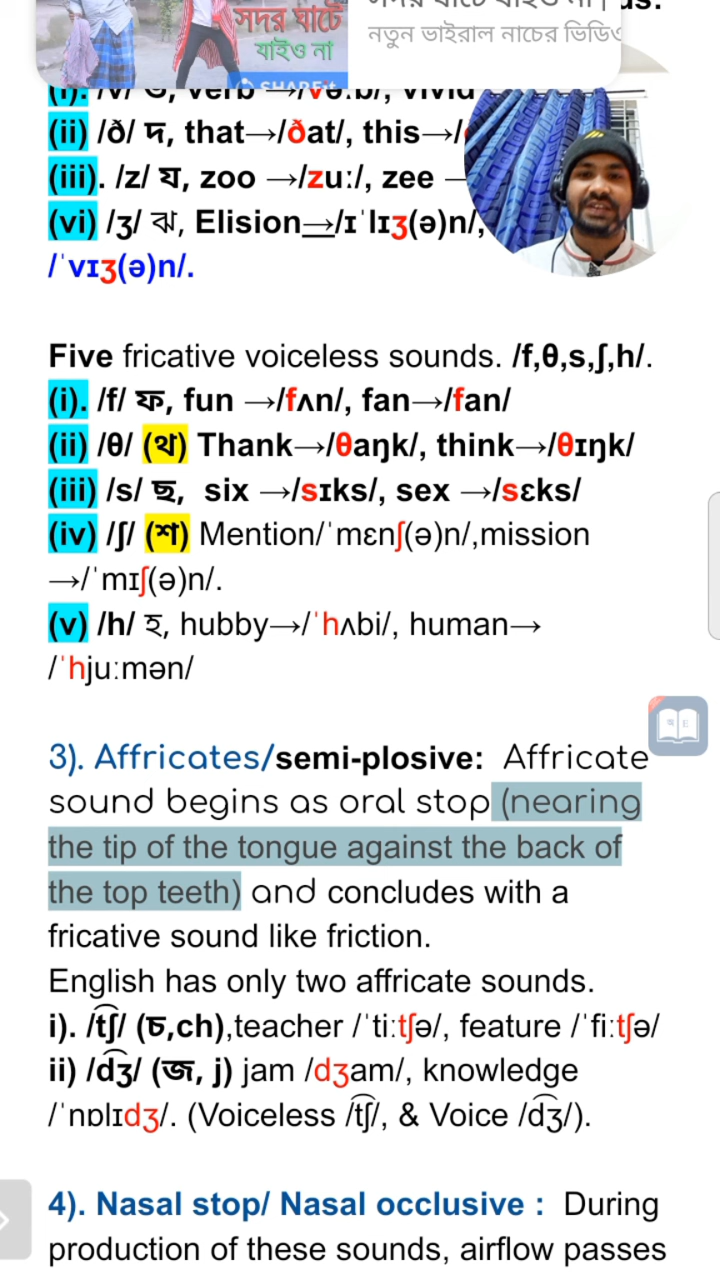 সদর ঘাটে
যাইও না
নতুন ভাইরাল নাচের ভিডিও
SHAREit
(i). /v/ ভ, verb →/vəːb/, vivid
(ii) /ð/ দ, that→/ðat/, this→/
(iii). /z/ য, zoo →/zuː/, zee –
(vi) /ʒ/ ঝ, Elision→/ɪˈlɪʒ(ə)n/,
/ˈvɪʒ(ə)n/.
Five fricative voiceless sounds. /f,θ,s,ʃ,h/.
(i). /f/ ফ, fun →/fʌn/, fan→/fan/
(ii) /θ/ (থ) Thank→/θaŋk/, think→/θɪŋk/
(iii) /s/ ছ, six →/sɪks/, sex →/sɛks/
(iv) /ʃ/ (শ) Mention/ˈmɛnʃ(ə)n/,mission
→/ˈmɪʃ(ə)n/.
(v) /h/ হ, hubby→/ˈhʌbi/, human→
/ˈhjuːmən/
3). Affricates/semi-plosive: Affricate
sound begins as oral stop (nearing
the tip of the tongue against the back of
the top teeth) and concludes with a
fricative sound like friction.
English has only two affricate sounds.
i). /t͡ʃ/ (চ,ch),teacher /ˈtiːtʃə/, feature /ˈfiːtʃə/
ii) /d͡ʒ/ (জ, j) jam /dʒam/, knowledge
/ˈnɒlɪdʒ/. (Voiceless /t͡ʃ/, & Voice /d͡ʒ/).
4). Nasal stop/ Nasal occlusive : During
production of these sounds, airflow passes